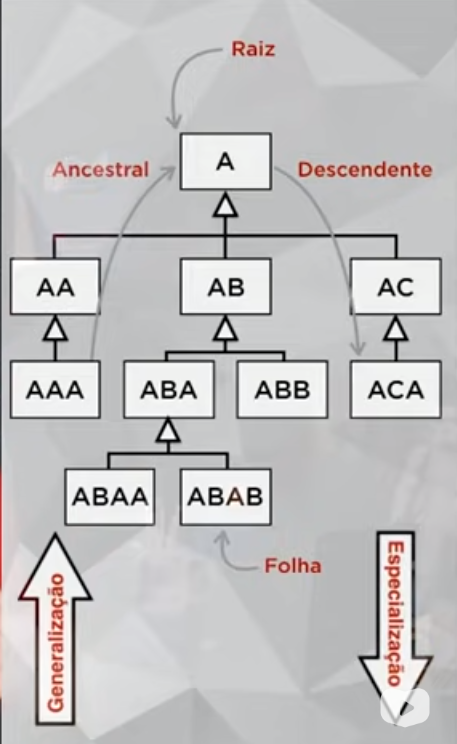 Raiz
A
Ancestral
Descendente
AA
AB
AC
AAA
ABA
ABB
ACA
ABAA
ABAB
Folha
Generalização
Especialização